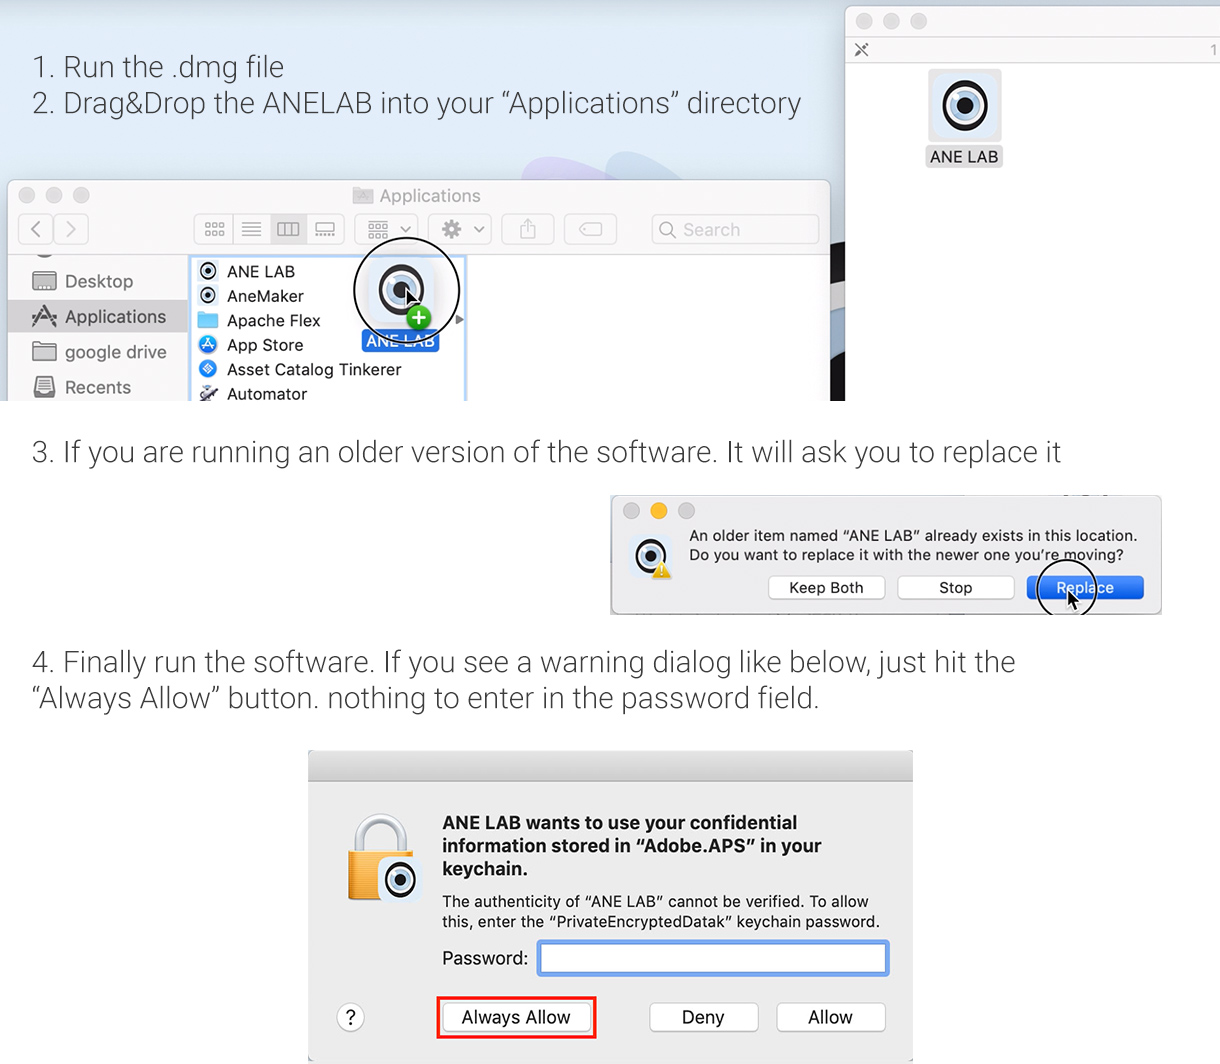 1. Run the .dmg file
2. Drag&Drop the ANELAB into your “Applications” directory
1
ANE LAB
Applications
Search
Desktop
Applications
google drive
Recents
ANE LAB
AneMaker
Apache Flex
App Store
Asset Catalog Tinkerer
Automator
ANE LAB
3. If you are running an older version of the software. It will ask you to replace it
An older item named “ANE LAB” already exists in this location.
Do you want to replace it with the newer one you’re moving?
Keep Both
Stop
Replace
4. Finally run the software. If you see a warning dialog like below, just hit the
“Always Allow” button. nothing to enter in the password field.
ANE LAB wants to use your confidential
information stored in “Adobe.APS” in your
keychain.
The authenticity of “ANE LAB” cannot be verified. To allow
this, enter the “PrivateEncryptedDatak” keychain password.
Password:
?
Always Allow
Deny
Allow